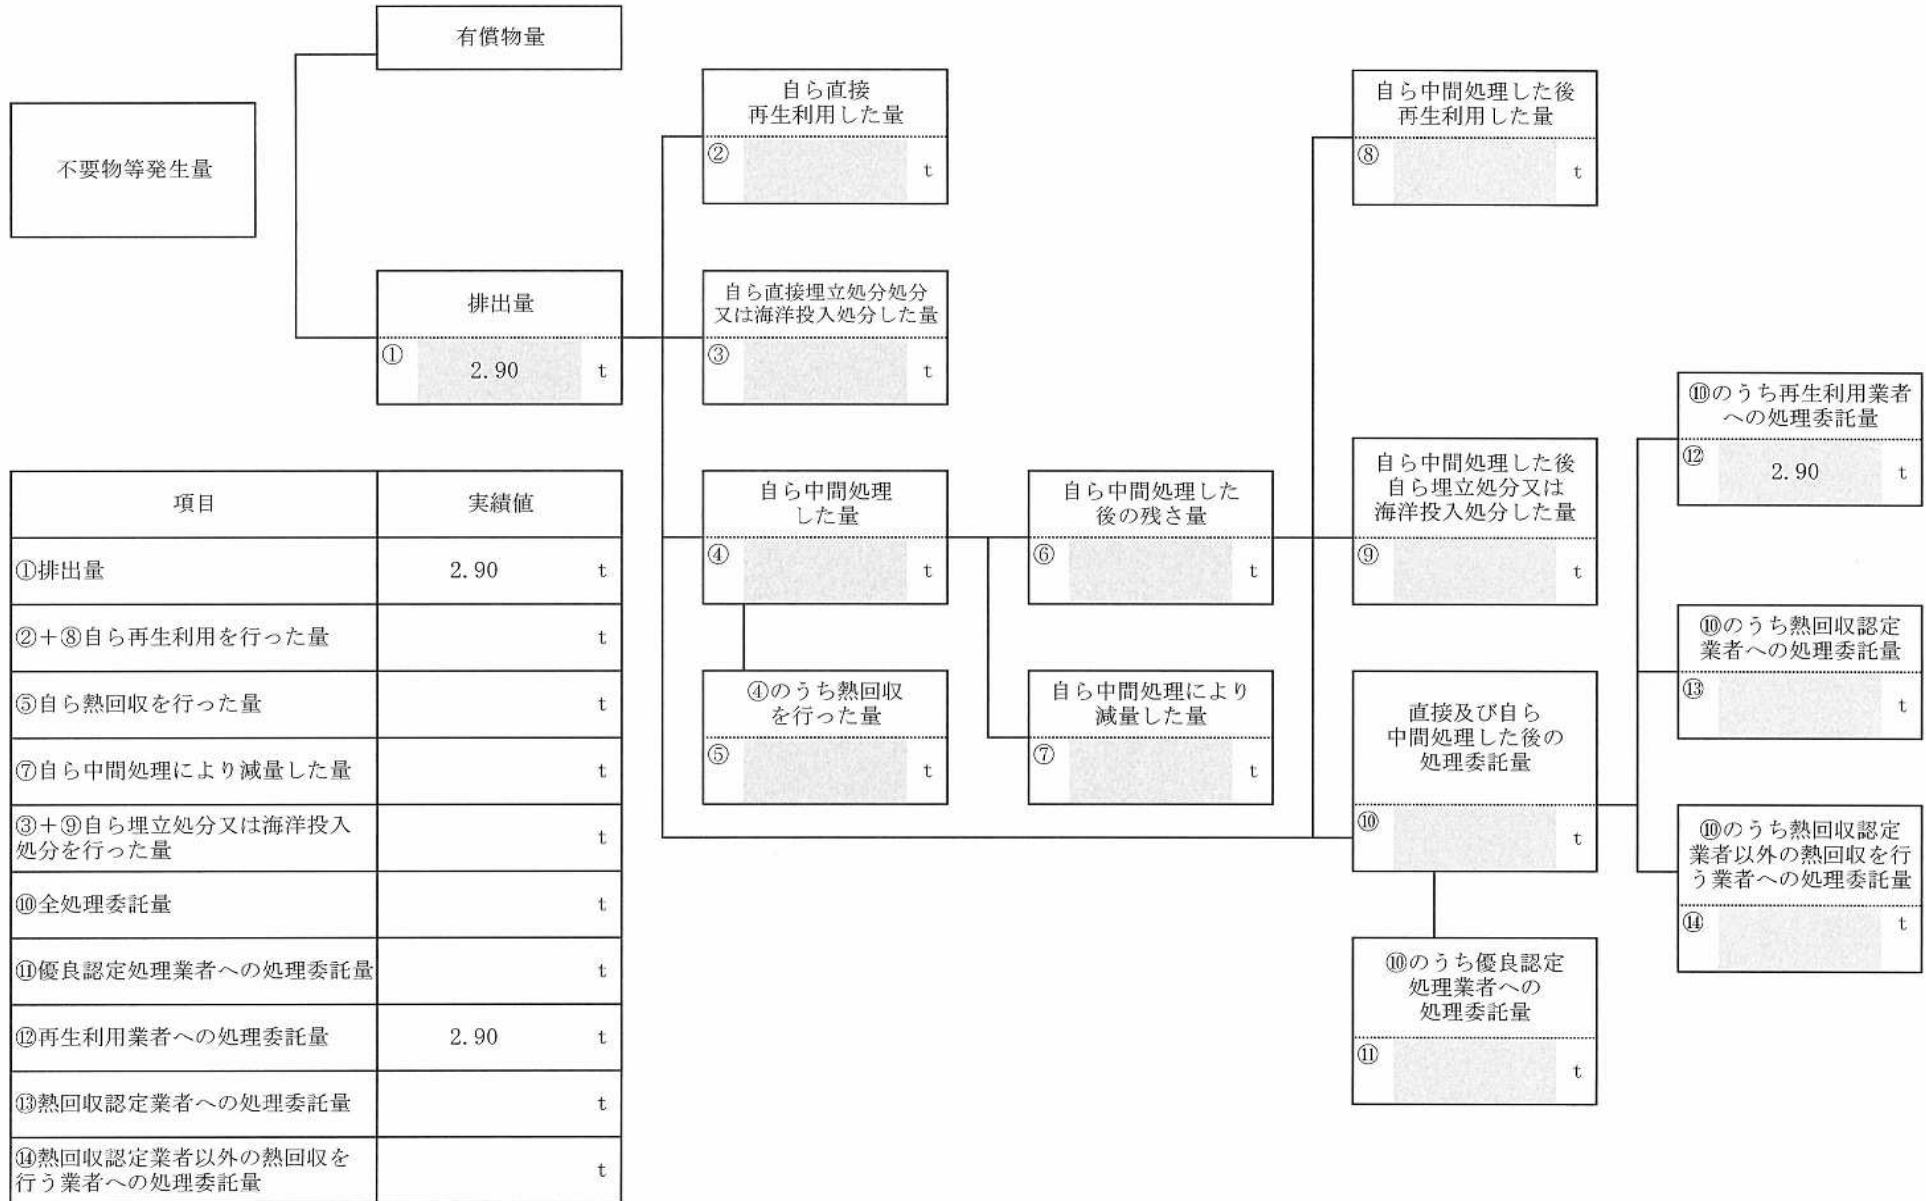 有償物量
不要物等発生量
排出量
① 2.90 t
自ら直接
再生利用した量
② t
自ら直接埋立処分処分
又は海洋投入処分した量
③ t
自ら中間処理
した量
④ t
④のうち熱回収
を行った量
⑤ t
自ら中間処理した
後の残さ量
⑥ t
自ら中間処理により
減量した量
⑦ t
自ら中間処理した後
再生利用した量
⑧ t
自ら中間処理した後
自ら埋立処分又は
海洋投入処分した量
⑨ t
直接及び自ら
中間処理した後の
処理委託量
⑩ t
⑩のうち優良認定
処理業者への
処理委託量
⑪ t
⑩のうち再生利用業者
への処理委託量
⑫ 2.90 t
⑩のうち熱回収認定
業者への処理委託量
⑬ t
⑩のうち熱回収認定
業者以外の熱回収を行
う業者への処理委託量
⑭ t
項目 実績値
①排出量 2.90 t
②+⑧自ら再生利用を行った量 t
⑤自ら熱回収を行った量 t
⑦自ら中間処理により減量した量 t
③+⑨自ら埋立処分又は海洋投入
処分を行った量 t
⑩全処理委託量 t
⑪優良認定処理業者への処理委託量 t
⑫再生利用業者への処理委託量 2.90 t
⑬熱回収認定業者への処理委託量 t
⑭熱回収認定業者以外の熱回収を
行う業者への処理委託量 t